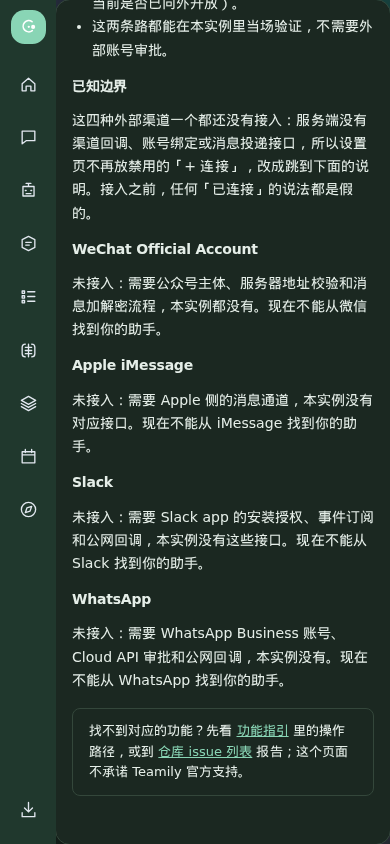 当前是否已向外开放）。
• 这两条路都能在本实例里当场验证，不需要外
部账号审批。
已知边界
这四种外部渠道一个都还没有接入：服务端没有
渠道回调、账号绑定或消息投递接口，所以设置
页不再放禁用的「+ 连接」，改成跳到下面的说
明。接入之前，任何「已连接」的说法都是假
的。
WeChat Official Account
未接入：需要公众号主体、服务器地址校验和消
息加解密流程，本实例都没有。现在不能从微信
找到你的助手。
Apple iMessage
未接入：需要 Apple 侧的消息通道，本实例没有
对应接口。现在不能从 iMessage 找到你的助
手。
Slack
未接入：需要 Slack app 的安装授权、事件订阅
和公网回调，本实例没有这些接口。现在不能从
Slack 找到你的助手。
WhatsApp
未接入：需要 WhatsApp Business 账号、
Cloud API 审批和公网回调，本实例没有。现在
不能从 WhatsApp 找到你的助手。
找不到对应的功能？先看 功能指引 里的操作
路径，或到 仓库 issue 列表 报告；这个页面
不承诺 Teamily 官方支持。